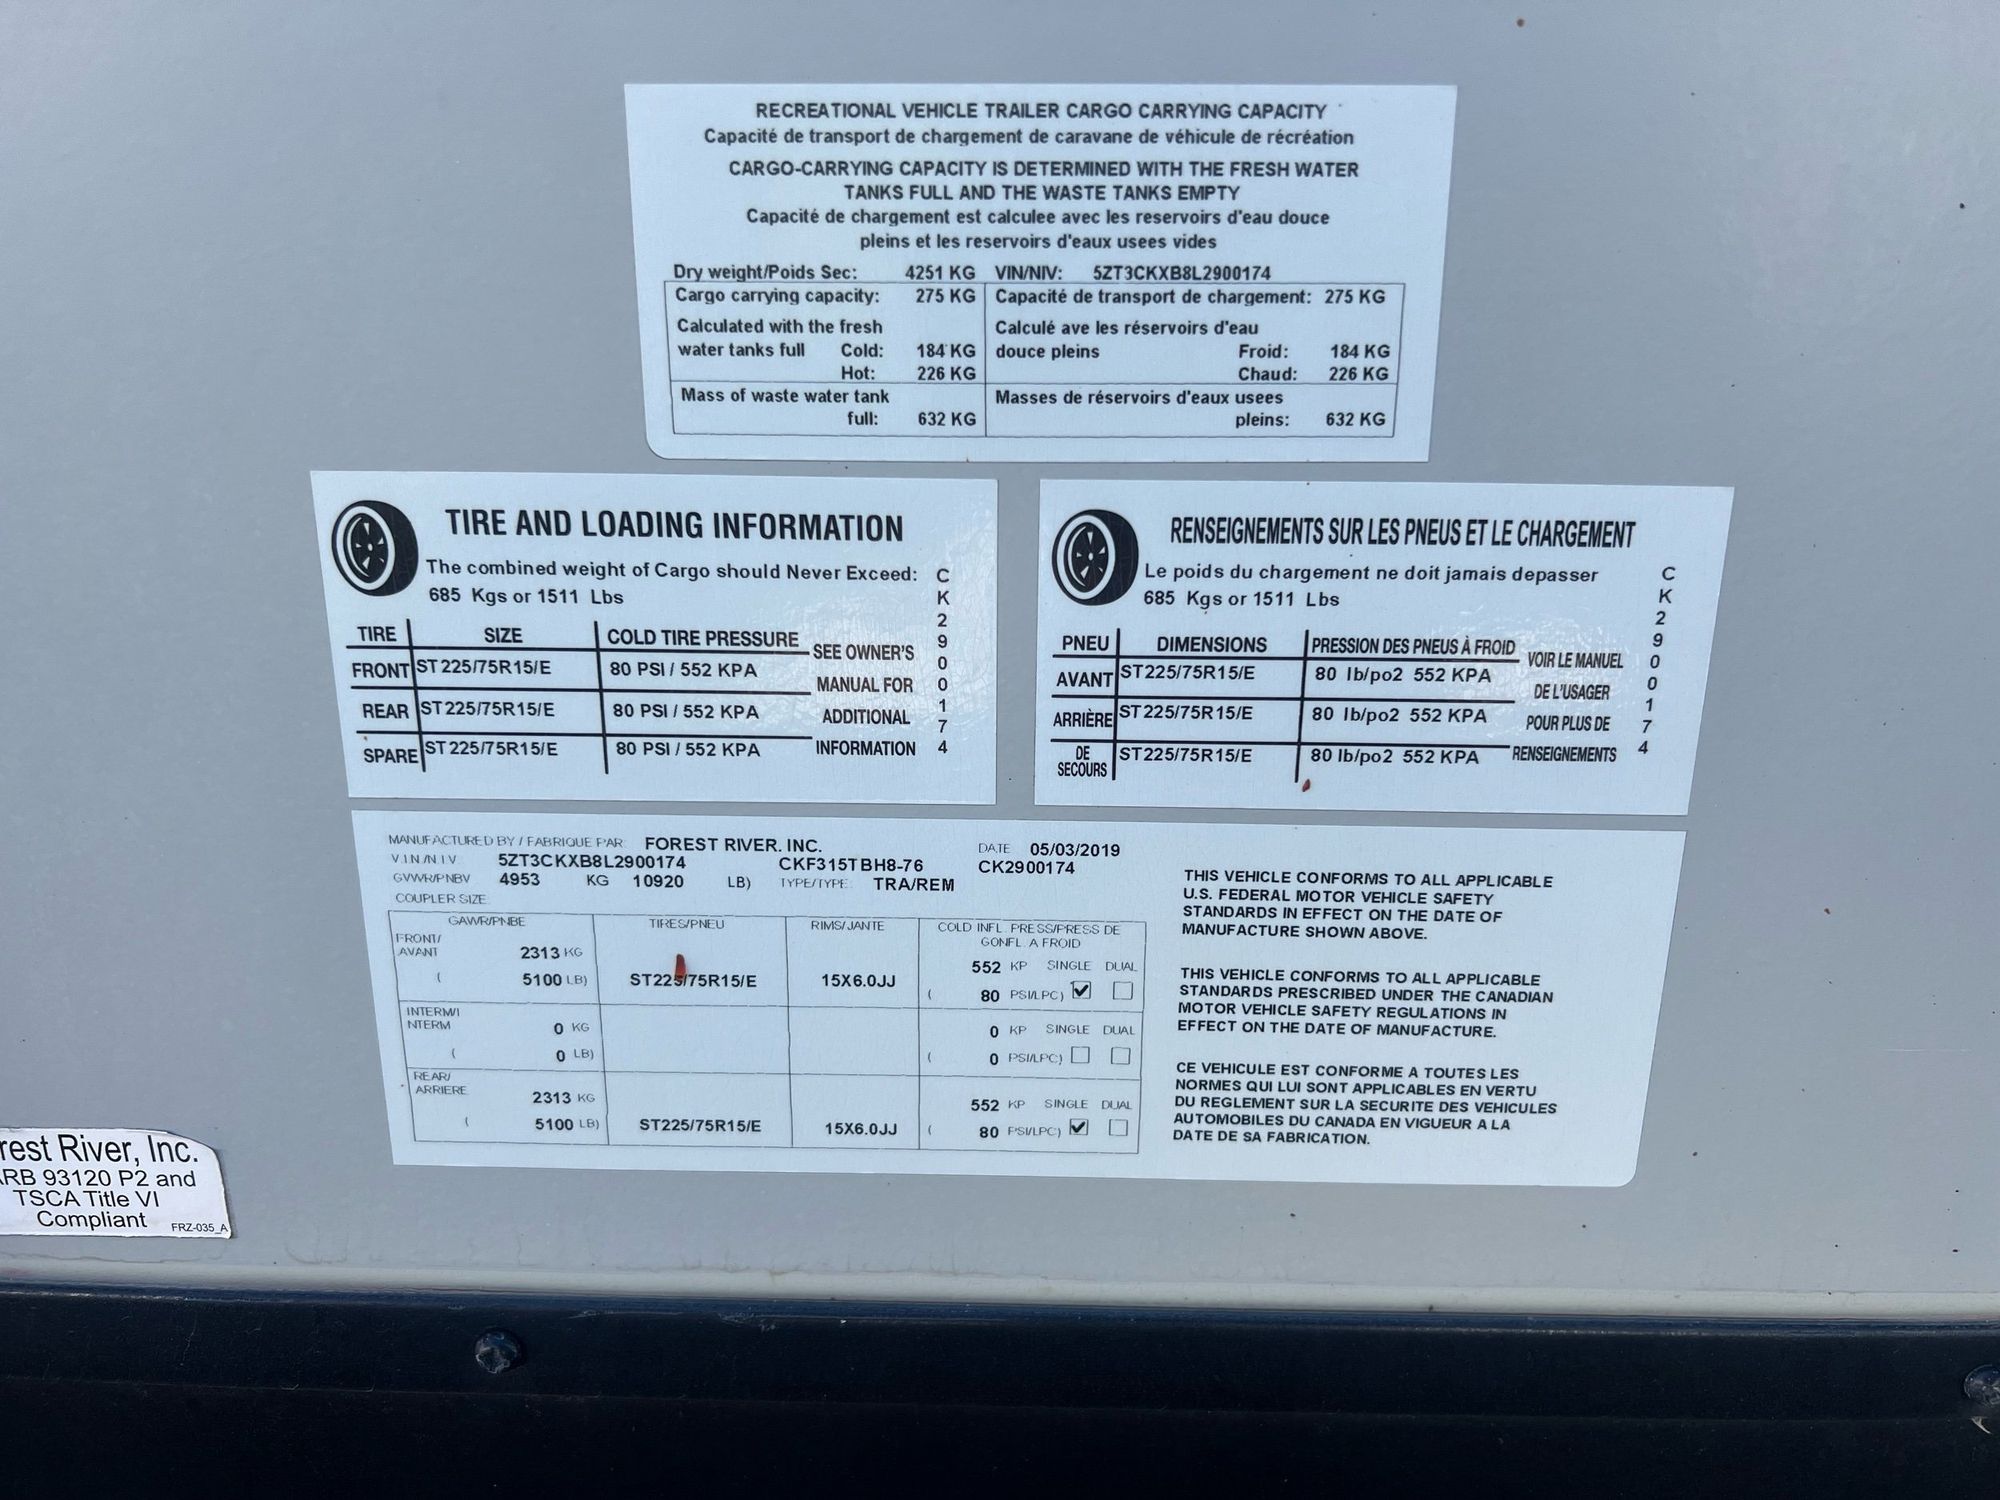 RECREATIONAL VEHICLE TRAILER CARGO CARRYING CAPACITY
Capacité de transport de chargement de caravane de véhicule de récréation
CARGO-CARRYING CAPACITY IS DETERMINED WITH THE FRESH WATER
TANKS FULL AND THE WASTE TANKS EMPTY
Capacité de chargement est calculee avec les reservoirs d'eau douce
pleins et les reservoirs d'eaux usees vides
Dry weight/Poids Sec: 4251 KG VIN/NIV: 5ZT3CKXB8L2900174
Cargo carrying capacity: 275 KG Capacité de transport de chargement: 275 KG
Calculated with the fresh Calculé ave les réservoirs d'eau
water tanks full Cold: 184 KG douce pleins Froid: 184 KG
Hot: 226 KG Chaud: 226 KG
Mass of waste water tank Masses de réservoirs d'eaux usees
full: 632 KG pleins: 632 KG
TIRE AND LOADING INFORMATION
The combined weight of Cargo should Never Exceed:
685 Kgs or 1511 Lbs
TIRE SIZE COLD TIRE PRESSURE
FRONT ST225/75R15/E 80 PSI / 552 KPA
REAR ST225/75R15/E 80 PSI / 552 KPA
SPARE ST225/75R15/E 80 PSI / 552 KPA
SEE OWNER'S
MANUAL FOR
ADDITIONAL
INFORMATION
CK2900174
RENSEIGNEMENTS SUR LES PNEUS ET LE CHARGEMENT
Le poids du chargement ne doit jamais depasser
685 Kgs or 1511 Lbs
PNEU DIMENSIONS PRESSION DES PNEUS À FROID
AVANT ST225/75R15/E 80 lb/po2 552 KPA
ARRIÈRE ST225/75R15/E 80 lb/po2 552 KPA
DE
SECOURS ST225/75R15/E 80 lb/po2 552 KPA
VOIR LE MANUEL
DE L'USAGER
POUR PLUS DE
RENSEIGNEMENTS
CK2900174
MANUFACTURED BY / FABRIQUE PAR FOREST RIVER, INC. DATE 05/03/2019
V.I.N./N.I.V. 5ZT3CKXB8L2900174 CKF315TBH8-76 CK2900174
GVWR/PNBV 4953 KG 10920 LB) TYPE/TYPE: TRA/REM
COUPLER SIZE
GAWR/PNBE TIRES/PNEU RIMS/JANTE COLD INFL. PRESS/PRESS DE
GONFL. A FROID
FRONT/
AVANT 2313 KG 552 KP SINGLE DUAL
( 5100 LB) ST225/75R15/E 15X6.0JJ ( 80 PSI/LPC)
INTERM/I
NTERM 0 KG 0 KP SINGLE DUAL
( 0 LB) ( 0 PSI/LPC)
REAR/
ARRIERE 2313 KG 552 KP SINGLE DUAL
( 5100 LB) ST225/75R15/E 15X6.0JJ ( 80 PSI/LPC)
THIS VEHICLE CONFORMS TO ALL APPLICABLE
U.S. FEDERAL MOTOR VEHICLE SAFETY
STANDARDS IN EFFECT ON THE DATE OF
MANUFACTURE SHOWN ABOVE.
THIS VEHICLE CONFORMS TO ALL APPLICABLE
STANDARDS PRESCRIBED UNDER THE CANADIAN
MOTOR VEHICLE SAFETY REGULATIONS IN
EFFECT ON THE DATE OF MANUFACTURE.
CE VEHICULE EST CONFORME A TOUTES LES
NORMES QUI LUI SONT APPLICABLES EN VERTU
DU REGLEMENT SUR LA SECURITE DES VEHICULES
AUTOMOBILES DU CANADA EN VIGUEUR A LA
DATE DE SA FABRICATION.
rest River, Inc.
RB 93120 P2 and
TSCA Title VI
Compliant FRZ-035_A